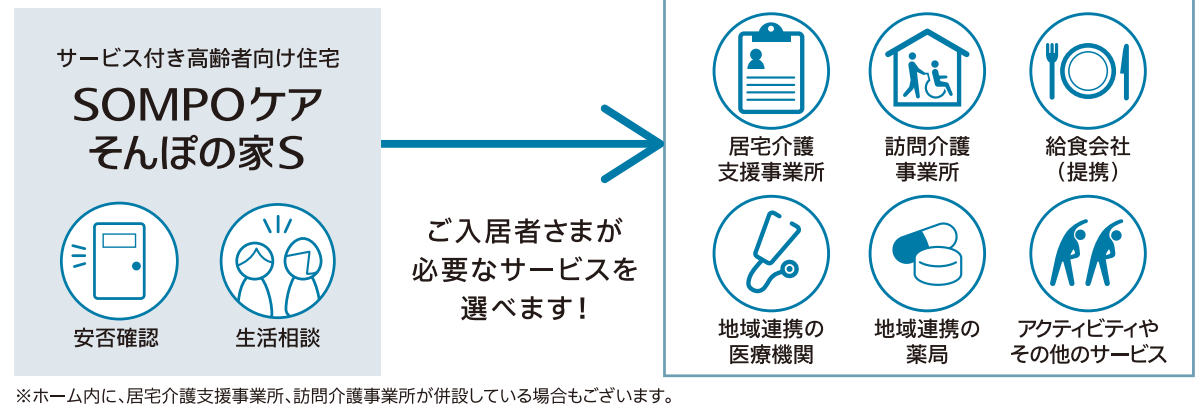 サービス付き高齢者向け住宅
SOMPOケア
そんぽの家S
安否確認
生活相談
ご入居者さまが
必要なサービスを
選べます!
居宅介護
支援事業所
訪問介護
事業所
給食会社
（提携）
地域連携の
医療機関
地域連携の
薬局
アクティビティや
その他のサービス
※ホーム内に、居宅介護支援事業所、訪問介護事業所が併設している場合もございます。